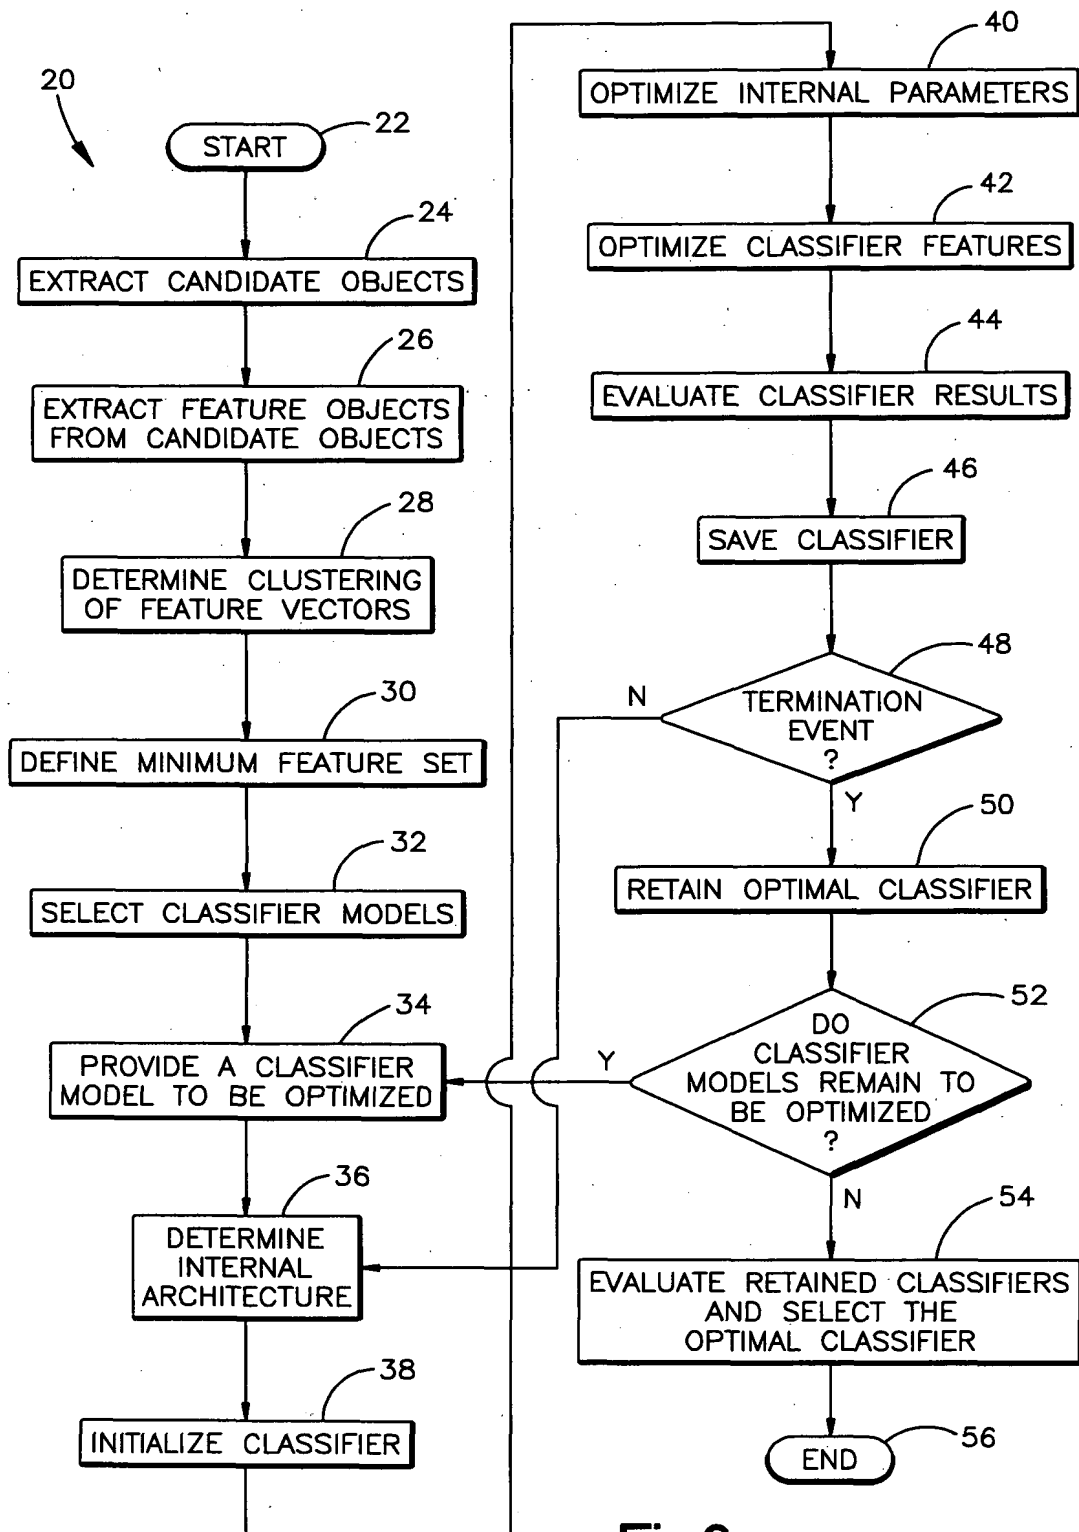 20
22
START
24
EXTRACT CANDIDATE OBJECTS
26
EXTRACT FEATURE OBJECTS
FROM CANDIDATE OBJECTS
28
DETERMINE CLUSTERING
OF FEATURE VECTORS
30
DEFINE MINIMUM FEATURE SET
32
SELECT CLASSIFIER MODELS
34
PROVIDE A CLASSIFIER
MODEL TO BE OPTIMIZED
36
DETERMINE
INTERNAL
ARCHITECTURE
38
INITIALIZE CLASSIFIER
40
OPTIMIZE INTERNAL PARAMETERS
42
OPTIMIZE CLASSIFIER FEATURES
44
EVALUATE CLASSIFIER RESULTS
46
SAVE CLASSIFIER
48
N
TERMINATION
EVENT
?
Y
50
RETAIN OPTIMAL CLASSIFIER
52
Y
DO
CLASSIFIER
MODELS REMAIN TO
BE OPTIMIZED
?
N
54
EVALUATE RETAINED CLASSIFIERS
AND SELECT THE
OPTIMAL CLASSIFIER
56
END